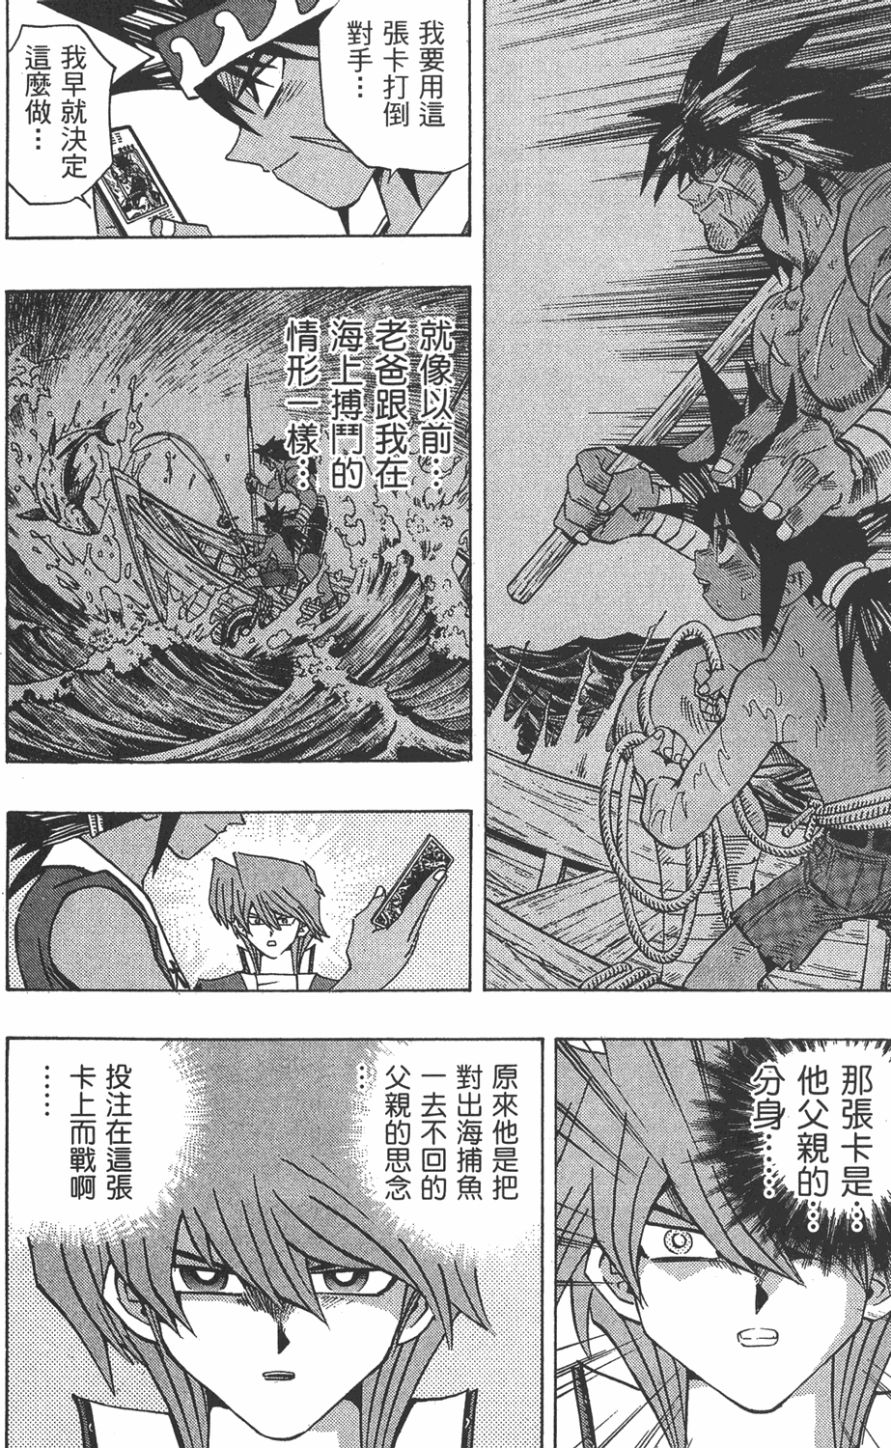 我要用這
張卡打倒
對手…
我早就決定
這麼做…
就像以前…
老爸跟我在
海上搏鬥的
情形一樣…
那張卡是…
他父親的…
分身……
原來他是把
對出海捕魚
一去不回的
父親的思念
…
投注在這張
卡上而戰啊
……